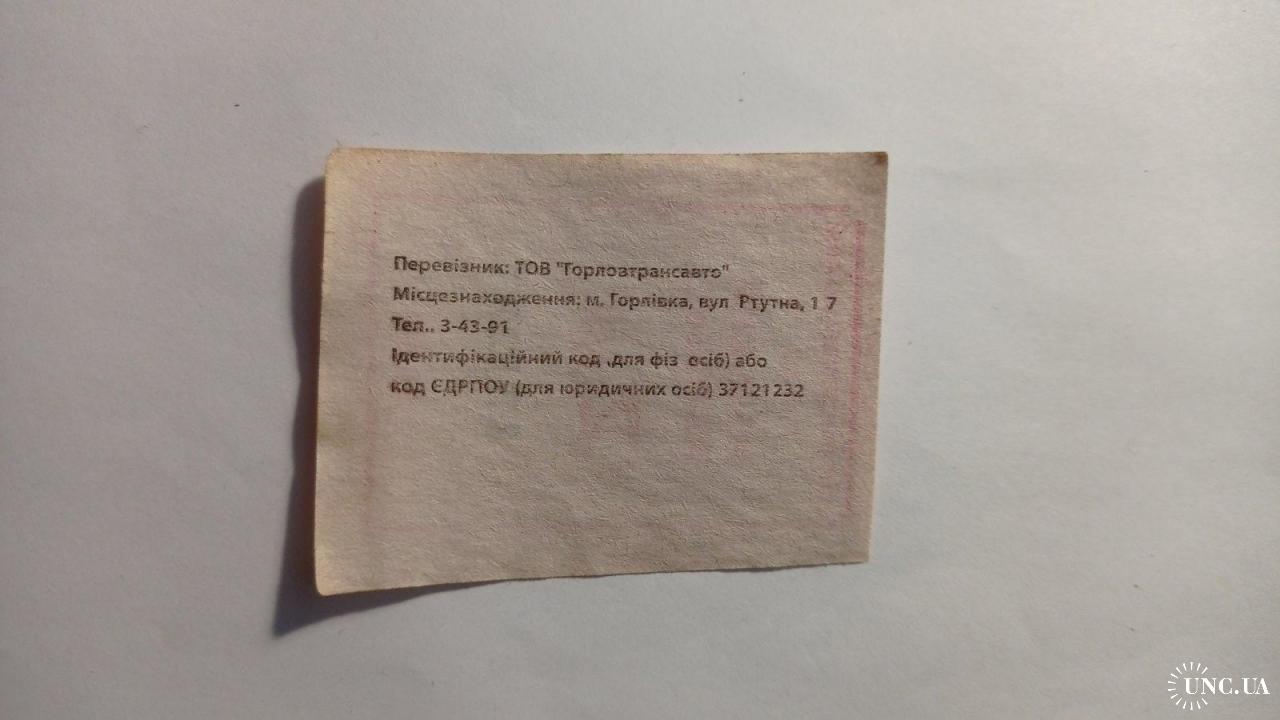 Перевізник: ТОВ "Горловтрансавто"
Місцезнаходження: м. Горлівка, вул Ртутна, 1 7
Тел.. 3-43-91
Ідентифікаційний код (для фіз осіб) або
код ЄДРПОУ (для юридичних осіб) 37121232
UNC.UA